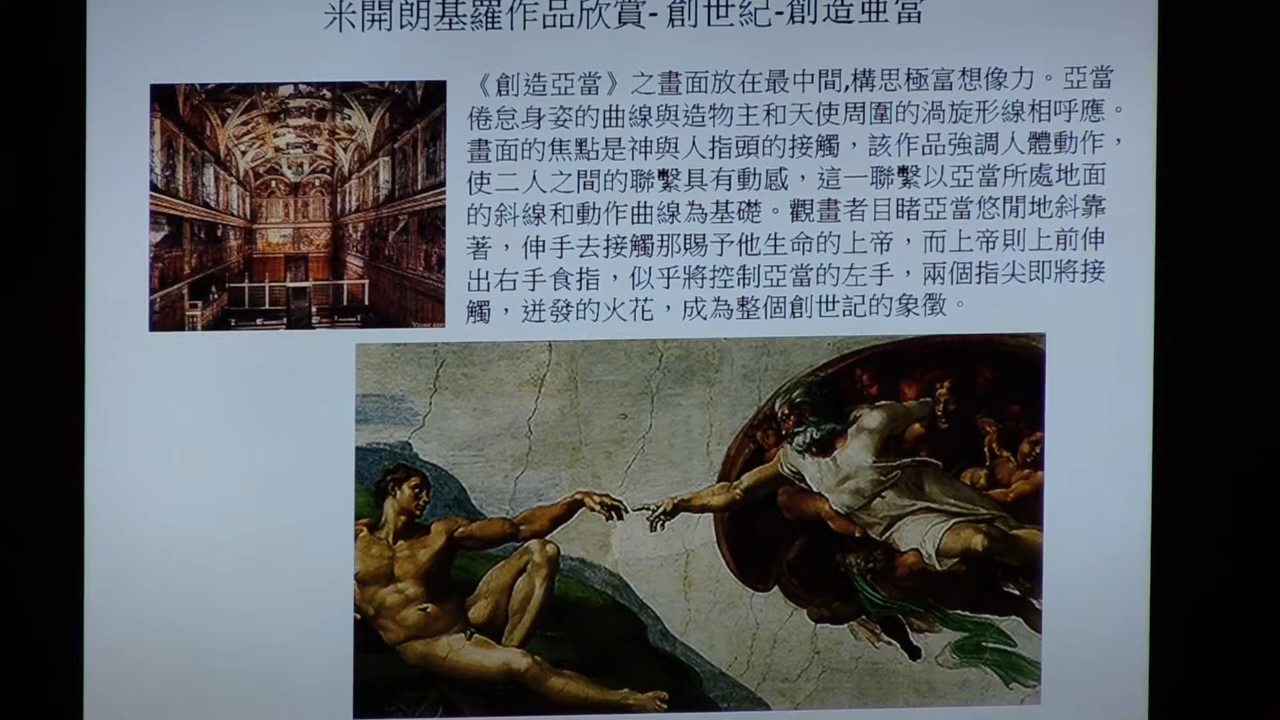 米開朗基羅作品欣賞-創世紀-創造亞當
《創造亞當》之畫面放在最中間,構思極富想像力。亞當
倦怠身姿的曲線與造物主和天使周圍的渦旋形線相呼應。
畫面的焦點是神與人指頭的接觸，該作品強調人體動作，
使二人之間的聯繫具有動感，這一聯繫以亞當所處地面
的斜線和動作曲線為基礎。觀畫者目睹亞當悠閒地斜靠
著，伸手去接觸那賜予他生命的上帝，而上帝則上前伸
出右手食指，似乎將控制亞當的左手，兩個指尖即將接
觸，迸發的火花，成為整個創世記的象徵。